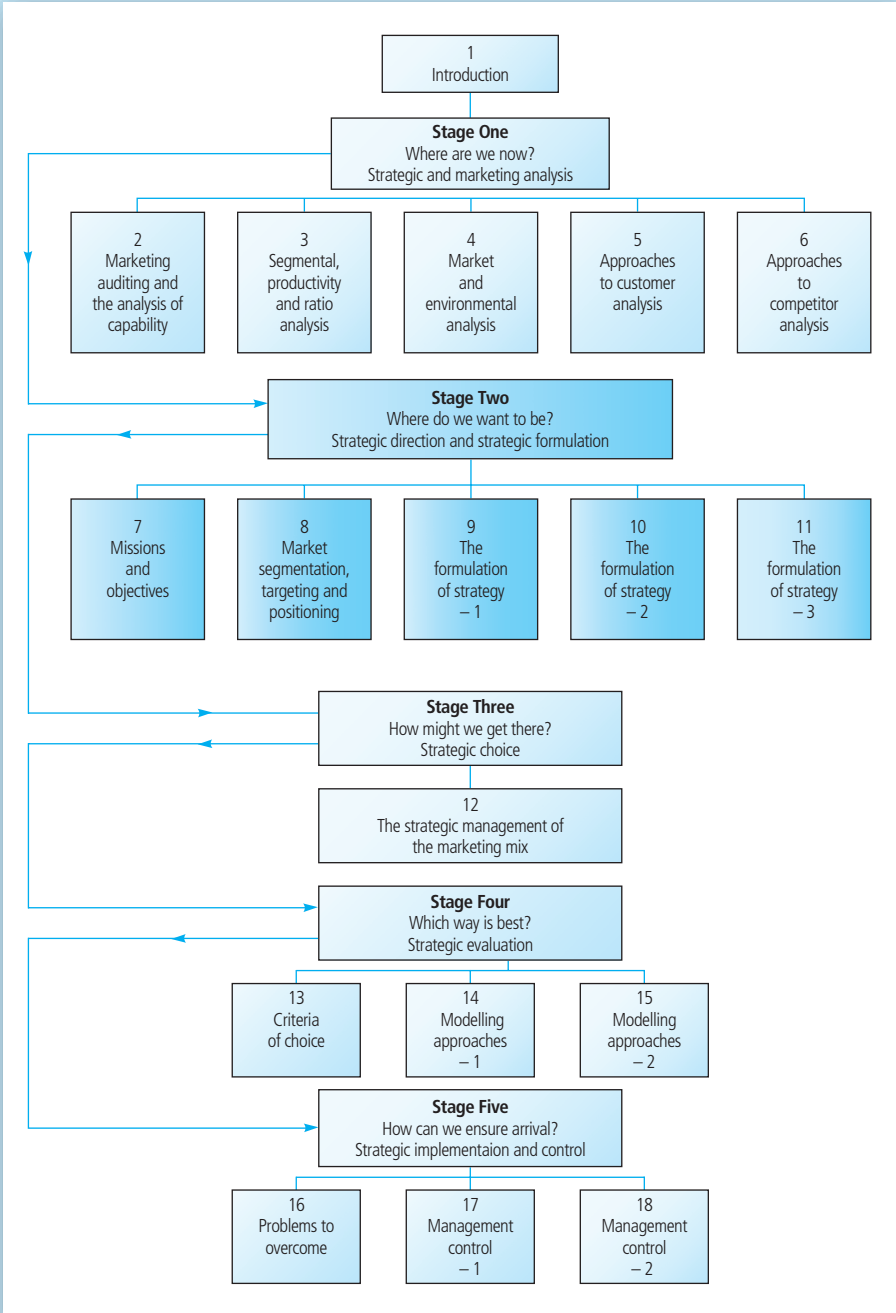 1
Introduction
Stage One
Where are we now?
Strategic and marketing analysis
2
Marketing
auditing and
the analysis of
capability
3
Segmental,
productivity
and ratio
analysis
4
Market
and
environmental
analysis
5
Approaches
to customer
analysis
6
Approaches
to
competitor
analysis
Stage Two
Where do we want to be?
Strategic direction and strategic formulation
7
Missions
and
objectives
8
Market
segmentation,
targeting and
positioning
9
The
formulation
of strategy
– 1
10
The
formulation
of strategy
– 2
11
The
formulation
of strategy
– 3
Stage Three
How might we get there?
Strategic choice
12
The strategic management of
the marketing mix
Stage Four
Which way is best?
Strategic evaluation
13
Criteria
of choice
14
Modelling
approaches
– 1
15
Modelling
approaches
– 2
Stage Five
How can we ensure arrival?
Strategic implementaion and control
16
Problems to
overcome
17
Management
control
– 1
18
Management
control
– 2